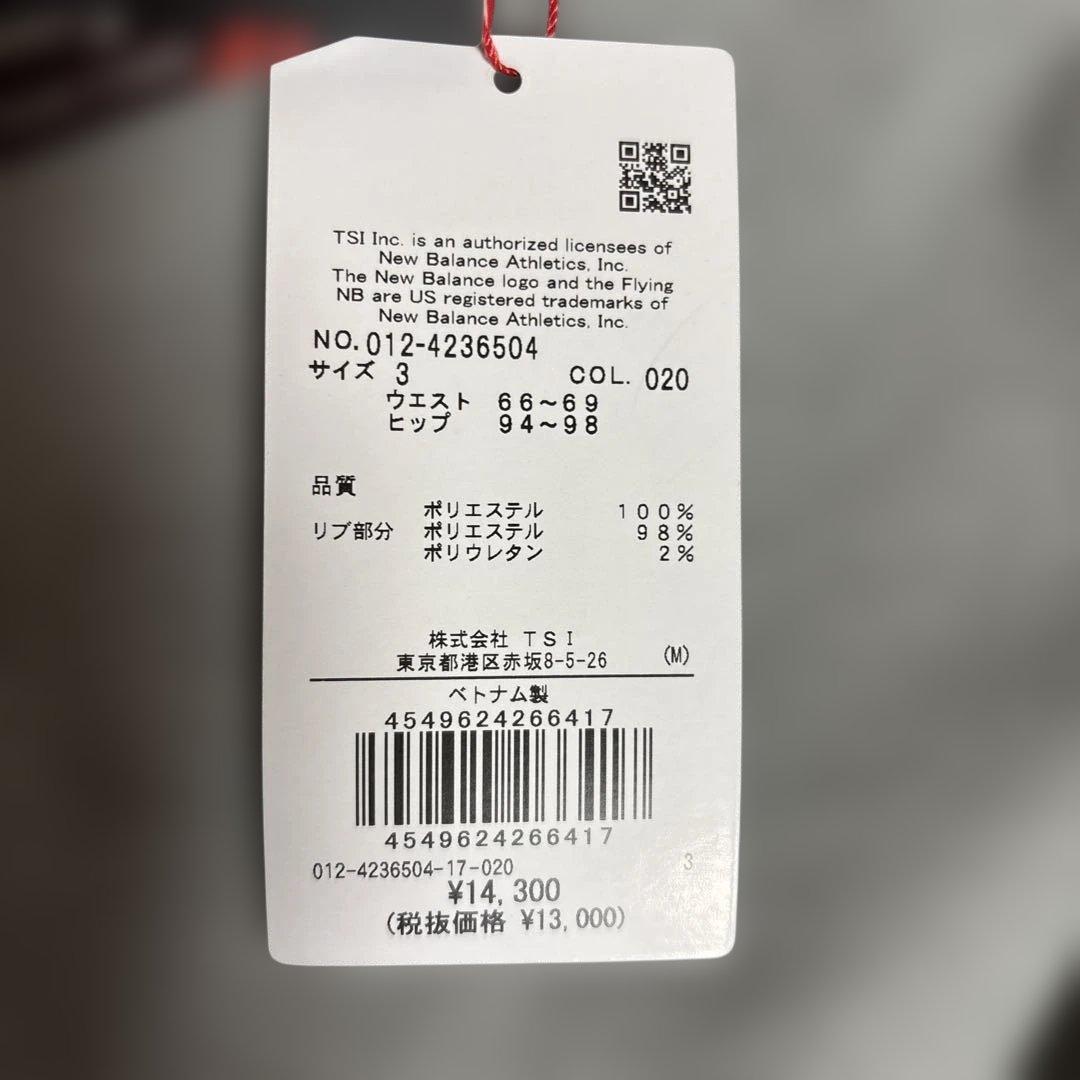 TSI Inc. is an authorized licensees of
New Balance Athletics, Inc.
The New Balance logo and the Flying
NB are US registered trademarks of
New Balance Athletics, Inc.
NO.012-4236504
サイズ 3 COL. 020
ウエスト 66~69
ヒップ 94~98
品質
ポリエステル 100%
リブ部分 ポリエステル 98%
ポリウレタン 2%
株式会社 TSI
東京都港区赤坂8-5-26 (M)
ベトナム製
4549624266417
4549624266417
012-4236504-17-020 3
¥14,300
(税抜価格 ¥13,000)